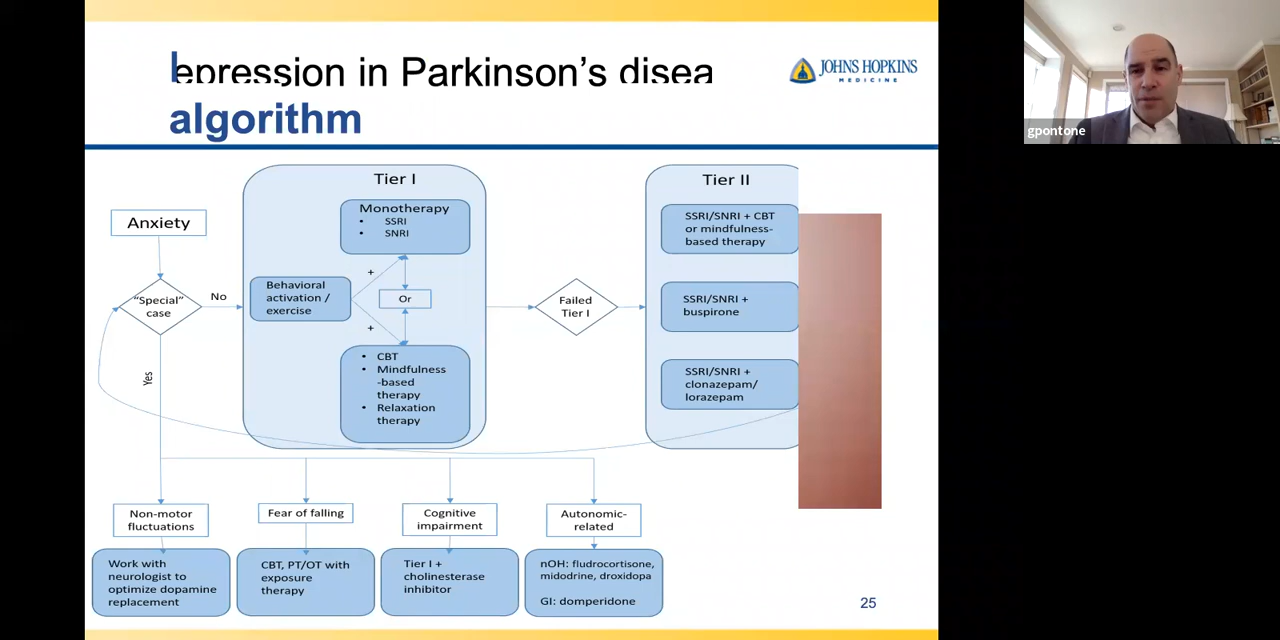 epression in Parkinson's disea
algorithm
JOHNS HOPKINS
MEDICINE
gpontone
Tier I
Tier II
Monotherapy
• SSRI
• SNRI
SSRI/SNRI + CBT
or mindfulness-
based therapy
Anxiety
"Special"
case
No
Behavioral
activation /
exercise
+
Or
+
Failed
Tier I
SSRI/SNRI +
buspirone
• CBT
• Mindfulness
-based
therapy
• Relaxation
therapy
SSRI/SNRI +
clonazepam/
lorazepam
Yes
Non-motor
fluctuations
Fear of falling
Cognitive
impairment
Autonomic-
related
Work with
neurologist to
optimize dopamine
replacement
CBT, PT/OT with
exposure
therapy
Tier I +
cholinesterase
inhibitor
nOH: fludrocortisone,
midodrine, droxidopa
GI: domperidone
25